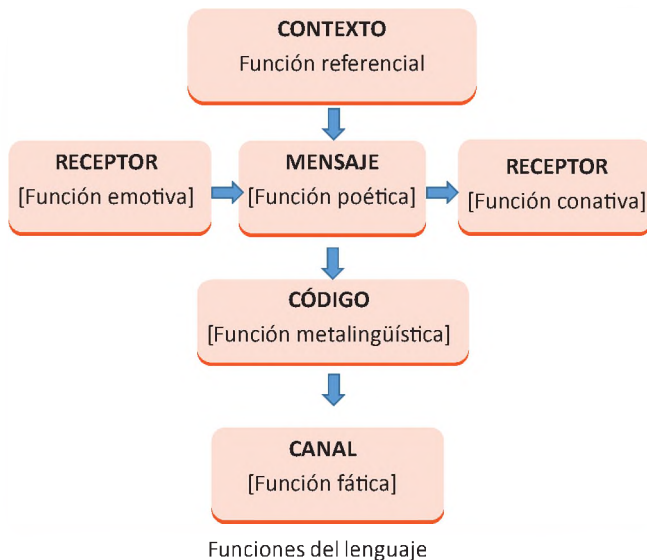 CONTEXTO
Función referencial
RECEPTOR
[Función emotiva]
MENSAJE
[Función poética]
RECEPTOR
[Función conativa]
CÓDIGO
[Función metalingüística]
CANAL
[Función fática]
Funciones del lenguaje